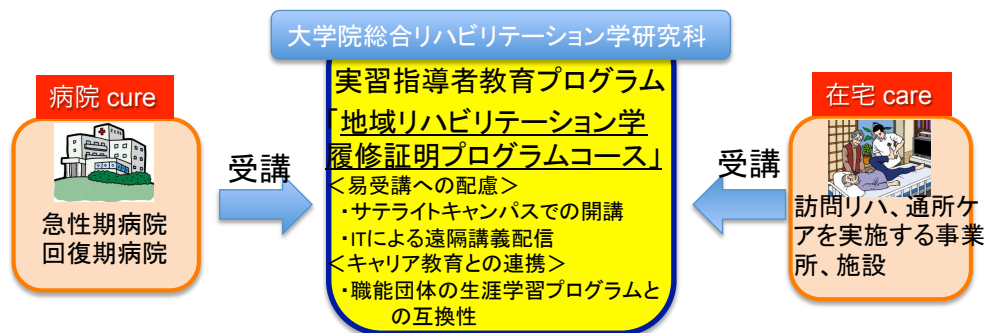 大学院総合リハビリテーション学研究科
病院 cure
急性期病院
回復期病院
受講
実習指導者教育プログラム
「地域リハビリテーション学
履修証明プログラムコース」
＜易受講への配慮＞
・サテライトキャンパスでの開講
・ITによる遠隔講義配信
＜キャリア教育との連携＞
・職能団体の生涯学習プログラムと
の互換性
受講
在宅 care
訪問リハ、通所ケ
アを実施する事業
所、施設